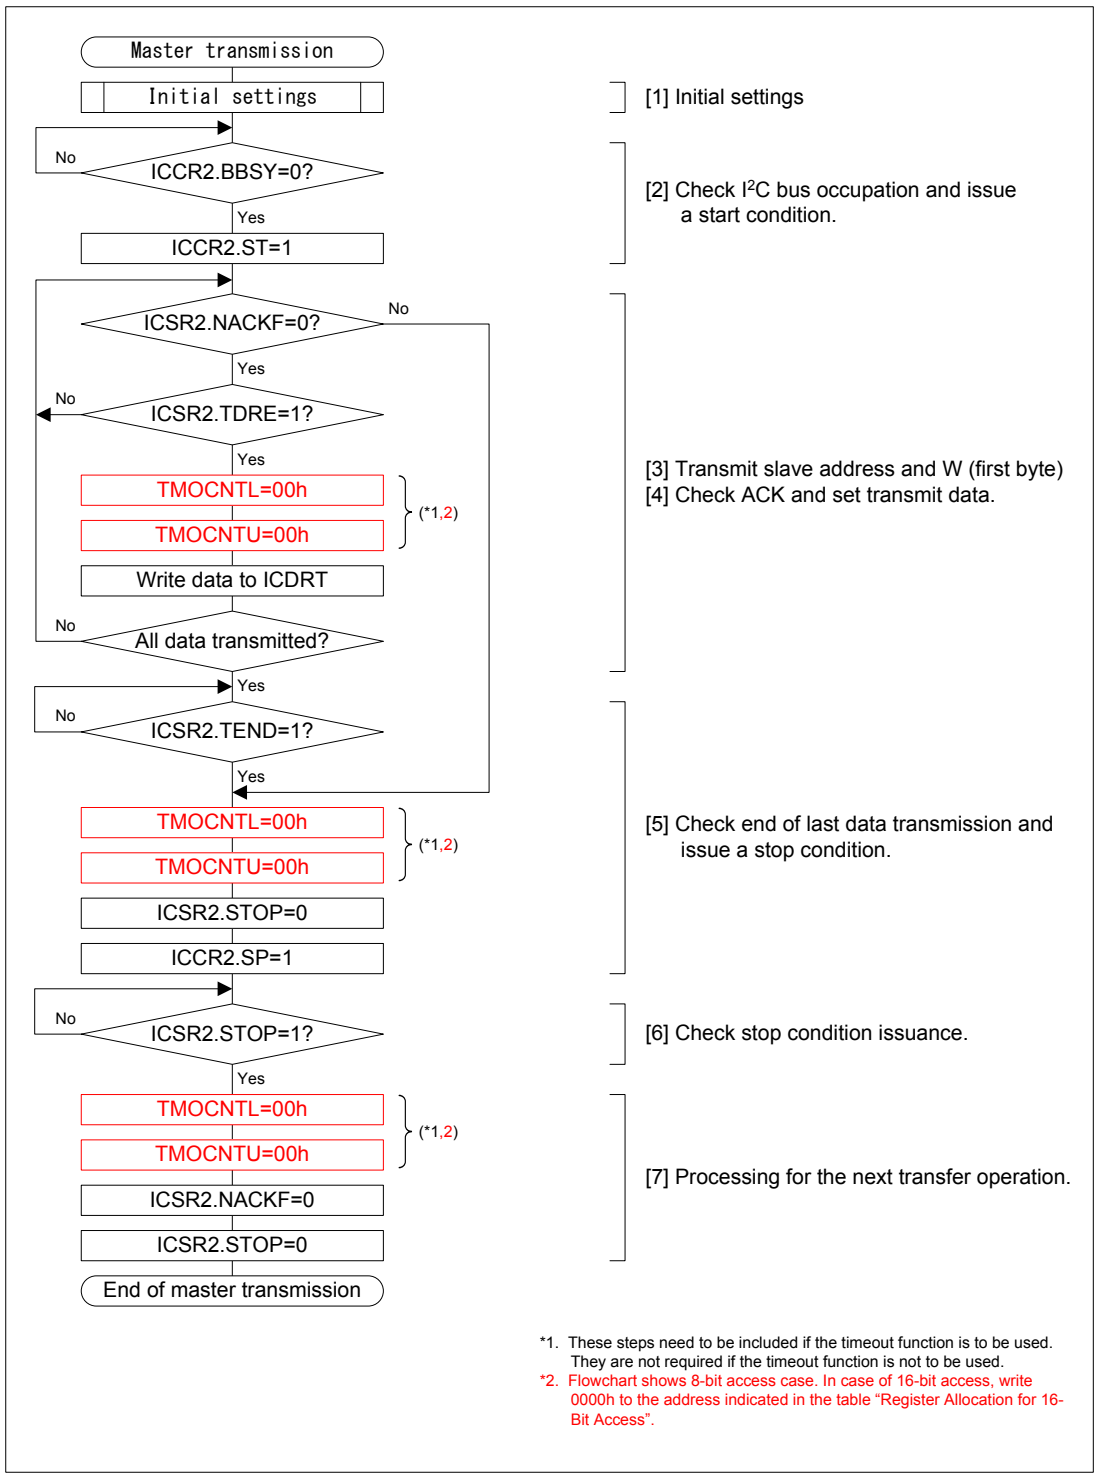 Master transmission
Initial settings
[1] Initial settings
No
ICCR2.BBSY=0?
Yes
ICCR2.ST=1
[2] Check I²C bus occupation and issue
a start condition.
ICSR2.NACKF=0?
No
Yes
No
ICSR2.TDRE=1?
Yes
TMOCNTL=00h
TMOCNTU=00h
(*1,2)
Write data to ICDRT
No
All data transmitted?
Yes
[3] Transmit slave address and W (first byte)
[4] Check ACK and set transmit data.
No
ICSR2.TEND=1?
Yes
TMOCNTL=00h
TMOCNTU=00h
(*1,2)
ICSR2.STOP=0
ICCR2.SP=1
[5] Check end of last data transmission and
issue a stop condition.
No
ICSR2.STOP=1?
Yes
[6] Check stop condition issuance.
TMOCNTL=00h
TMOCNTU=00h
(*1,2)
ICSR2.NACKF=0
ICSR2.STOP=0
[7] Processing for the next transfer operation.
End of master transmission
*1. These steps need to be included if the timeout function is to be used.
They are not required if the timeout function is not to be used.
*2. Flowchart shows 8-bit access case. In case of 16-bit access, write
0000h to the address indicated in the table “Register Allocation for 16-
Bit Access”.